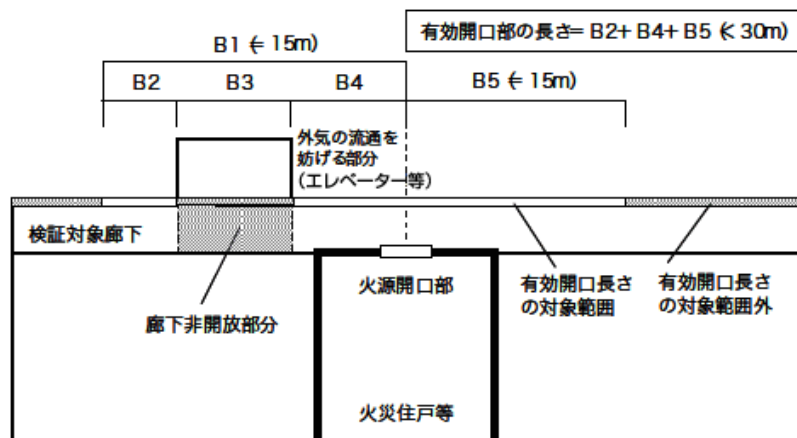 有効開口部の長さ= B2+ B4+ B5 (< 30m)
B1 (= 15m)
B2
B3
B4
B5 (= 15m)
外気の流通を
妨げる部分
(エレベーター等)
検証対象廊下
火源開口部
有効開口長さ
の対象範囲
有効開口長さ
の対象範囲外
廊下非開放部分
火災住戸等